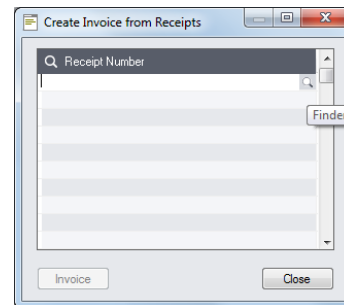 Create Invoice from Receipts
Receipt Number
Finder
Invoice
Close